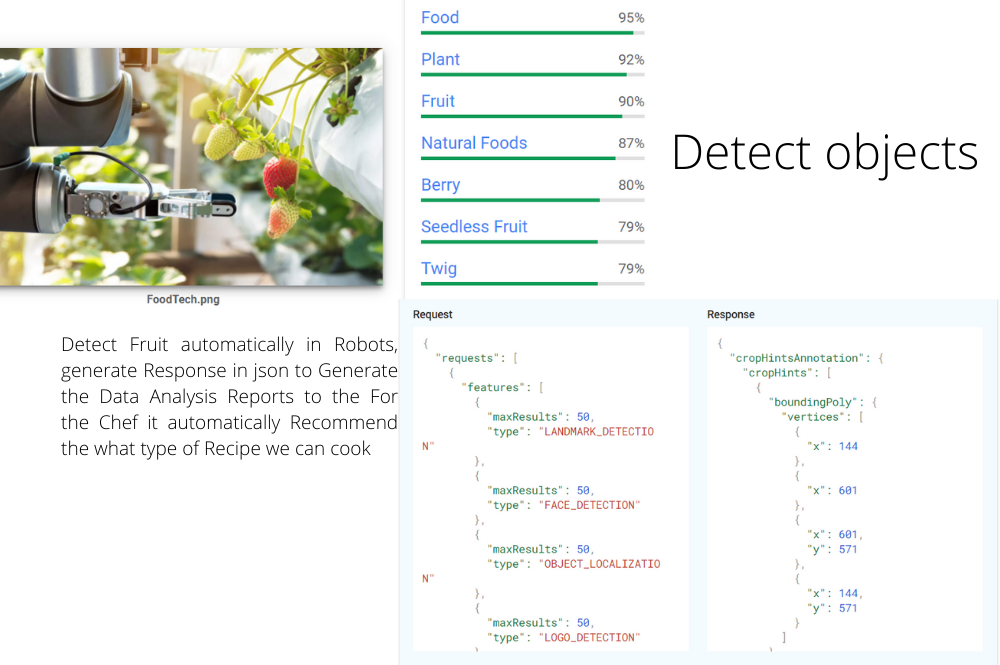 Food 95%
Plant 92%
Fruit 90%
Natural Foods 87%
Berry 80%
Seedless Fruit 79%
Twig 79%
Detect objects
FoodTech.png
Detect Fruit automatically in Robots,
generate Response in json to Generate
the Data Analysis Reports to the For
the Chef it automatically Recommend
the what type of Recipe we can cook
Request
{
"requests": [
{
"features": [
{
"maxResults": 50,
"type": "LANDMARK_DETECTIO
N"
},
{
"maxResults": 50,
"type": "FACE_DETECTION"
},
{
"maxResults": 50,
"type": "OBJECT_LOCALIZATIO
N"
},
{
"maxResults": 50,
"type": "LOGO_DETECTION"
Response
{
"cropHintsAnnotation": {
"cropHints": [
{
"boundingPoly": {
"vertices": [
{
"x": 144
},
{
"x": 601
},
{
"x": 601,
"y": 571
},
{
"x": 144,
"y": 571
}
]